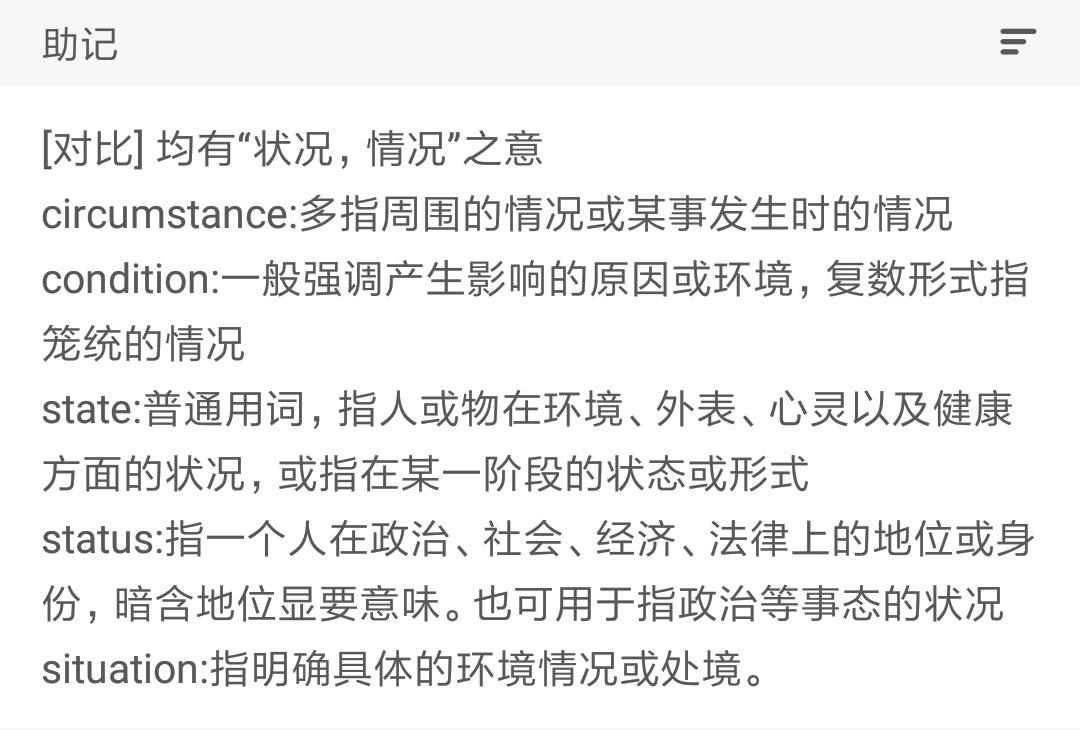 助记
[对比] 均有“状况，情况”之意
circumstance:多指周围的情况或某事发生时的情况
condition:一般强调产生影响的原因或环境，复数形式指
笼统的情况
state:普通用词，指人或物在环境、外表、心灵以及健康
方面的状况，或指在某一阶段的状态或形式
status:指一个人在政治、社会、经济、法律上的地位或身
份，暗含地位显要意味。也可用于指政治等事态的状况
situation:指明确具体的环境情况或处境。